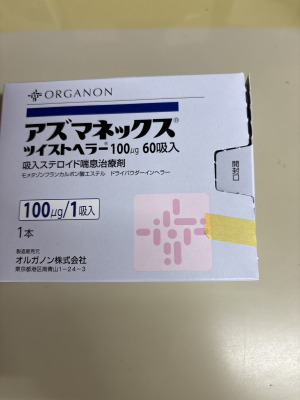 ORGANON
アズマネックス®
ツイストヘラー®100μg 60吸入
吸入ステロイド喘息治療剤
モメタゾンフランカルボン酸エステル ドライパウダーインヘラー
100μg/1吸入
1本
製造販売元
オルガノン株式会社
東京都港区南青山1-24-3
開封口